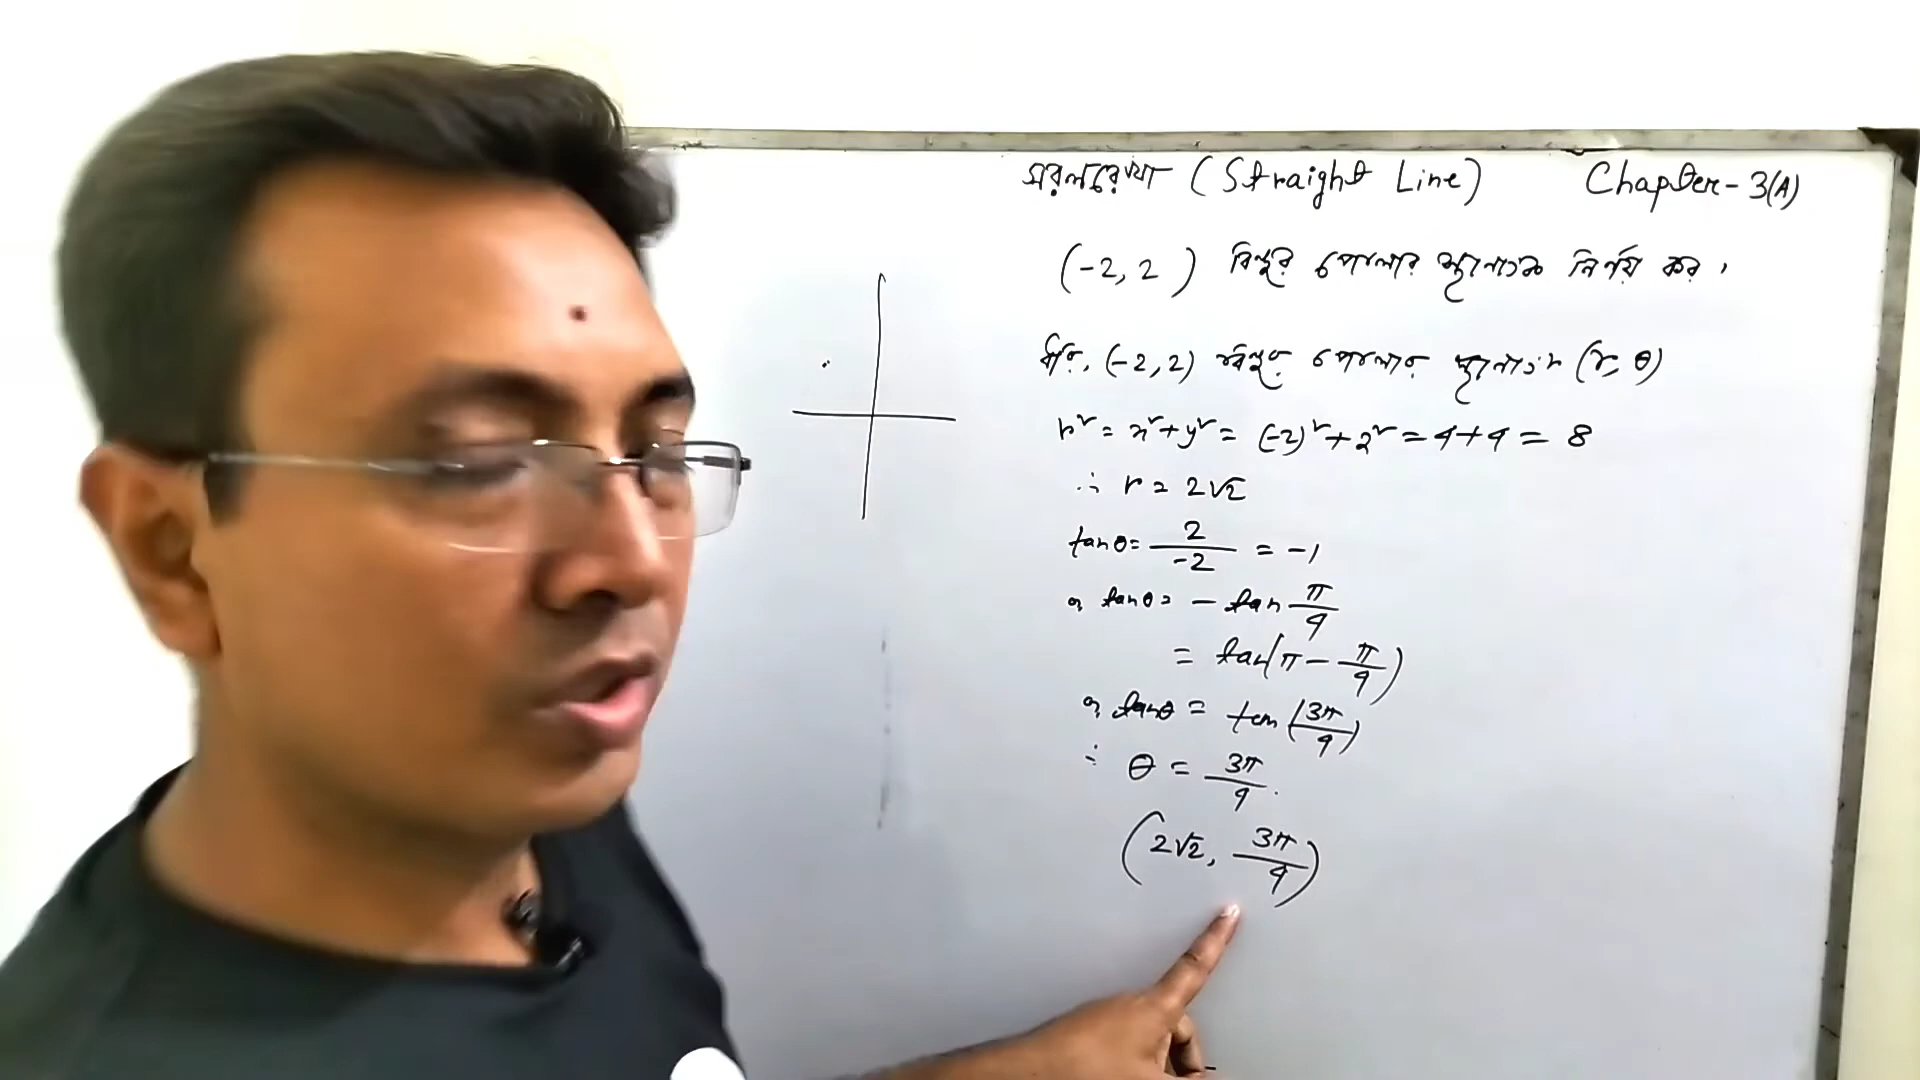 সরলরেখা (Straight Line) Chapter-3(A)
(-2, 2) বিন্দুর পোলার স্থানাংক নির্ণয় কর।
ধরি, (-2, 2) বিন্দুর পোলার স্থানাংক (r, θ)
r² = x² + y² = (-2)² + 2² = 4+4 = 8
∴ r = 2√2
tanθ = 2/-2 = -1
বা, tanθ = - tan π/4
= tan(π - π/4)
বা, tanθ = tan(3π/4)
∴ θ = 3π/4.
(2√2, 3π/4)